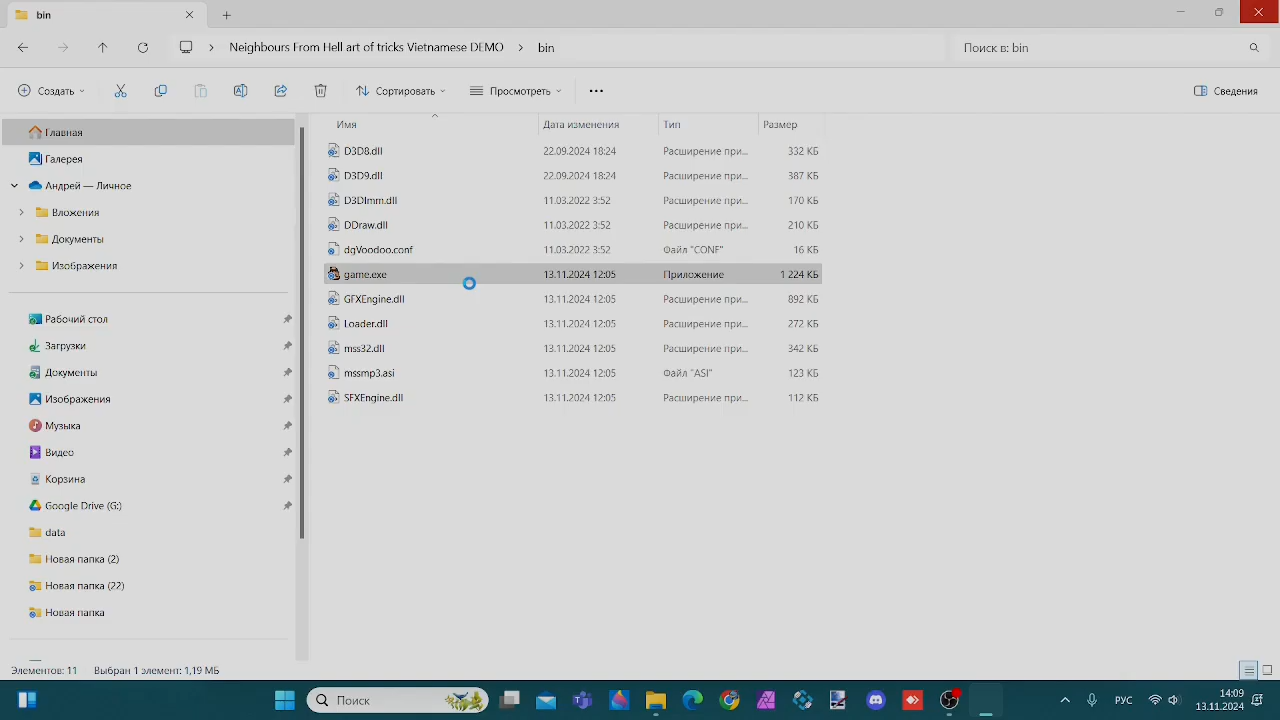 bin
Neighbours From Hell art of tricks Vietnamese DEMO > bin
Поиск в: bin
Создать
Сортировать
Просмотреть
Сведения
Имя Дата изменения Тип Размер
Главная
Галерея
Андрей — Личное
Вложения
Документы
Изображения
Рабочий стол
Загрузки
Документы
Изображения
Музыка
Видео
Корзина
Google Drive (G:)
data
Новая папка (2)
Новая папка (22)
Новая папка
D3D8.dll 22.09.2024 18:24 Расширение при... 332 КБ
D3D9.dll 22.09.2024 18:24 Расширение при... 387 КБ
D3DImm.dll 11.03.2022 3:52 Расширение при... 170 КБ
DDraw.dll 11.03.2022 3:52 Расширение при... 210 КБ
dgVoodoo.conf 11.03.2022 3:52 Файл "CONF" 16 КБ
game.exe 13.11.2024 12:05 Приложение 1 224 КБ
GFXEngine.dll 13.11.2024 12:05 Расширение при... 892 КБ
Loader.dll 13.11.2024 12:05 Расширение при... 272 КБ
mss32.dll 13.11.2024 12:05 Расширение при... 342 КБ
mssmp3.asi 13.11.2024 12:05 Файл "ASI" 123 КБ
SFXEngine.dll 13.11.2024 12:05 Расширение при... 112 КБ
Элементов: 11 Выбран 1 элемент: 1,19 МБ
Поиск
РУС
14:09
13.11.2024